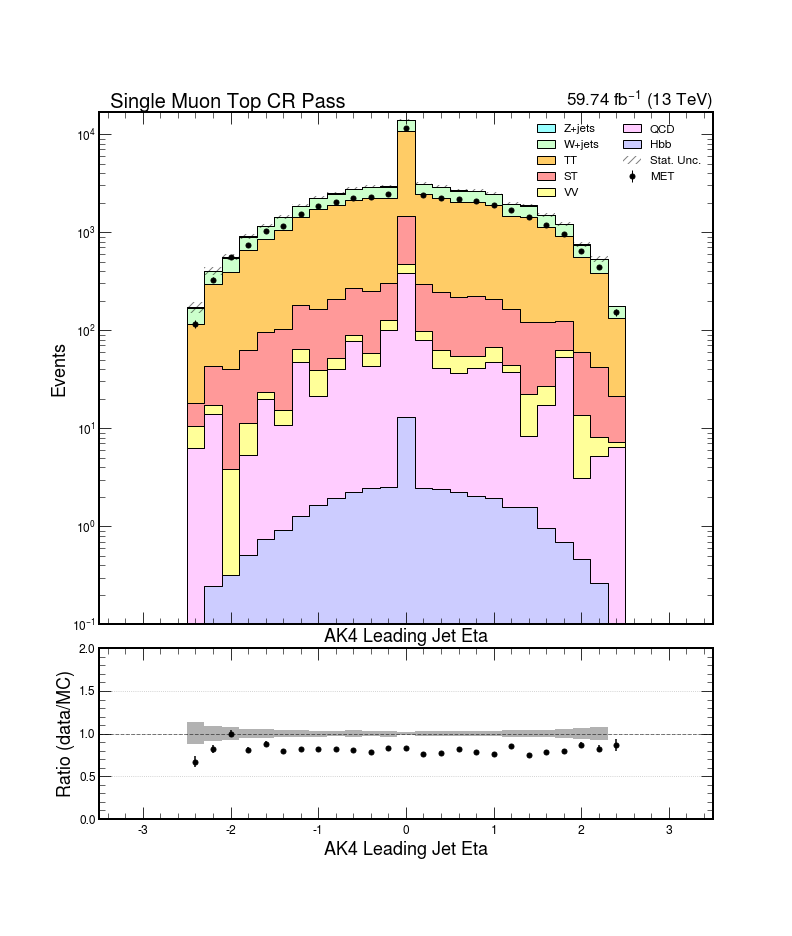 Single Muon Top CR Pass
59.74 fb⁻¹ (13 TeV)
Z+jets
W+jets
TT
ST
VV
QCD
Hbb
Stat. Unc.
MET
Events
10⁴
10³
10²
10¹
10⁰
10⁻¹
AK4 Leading Jet Eta
Ratio (data/MC)
2.0
1.5
1.0
0.5
0.0
-3 -2 -1 0 1 2 3
AK4 Leading Jet Eta